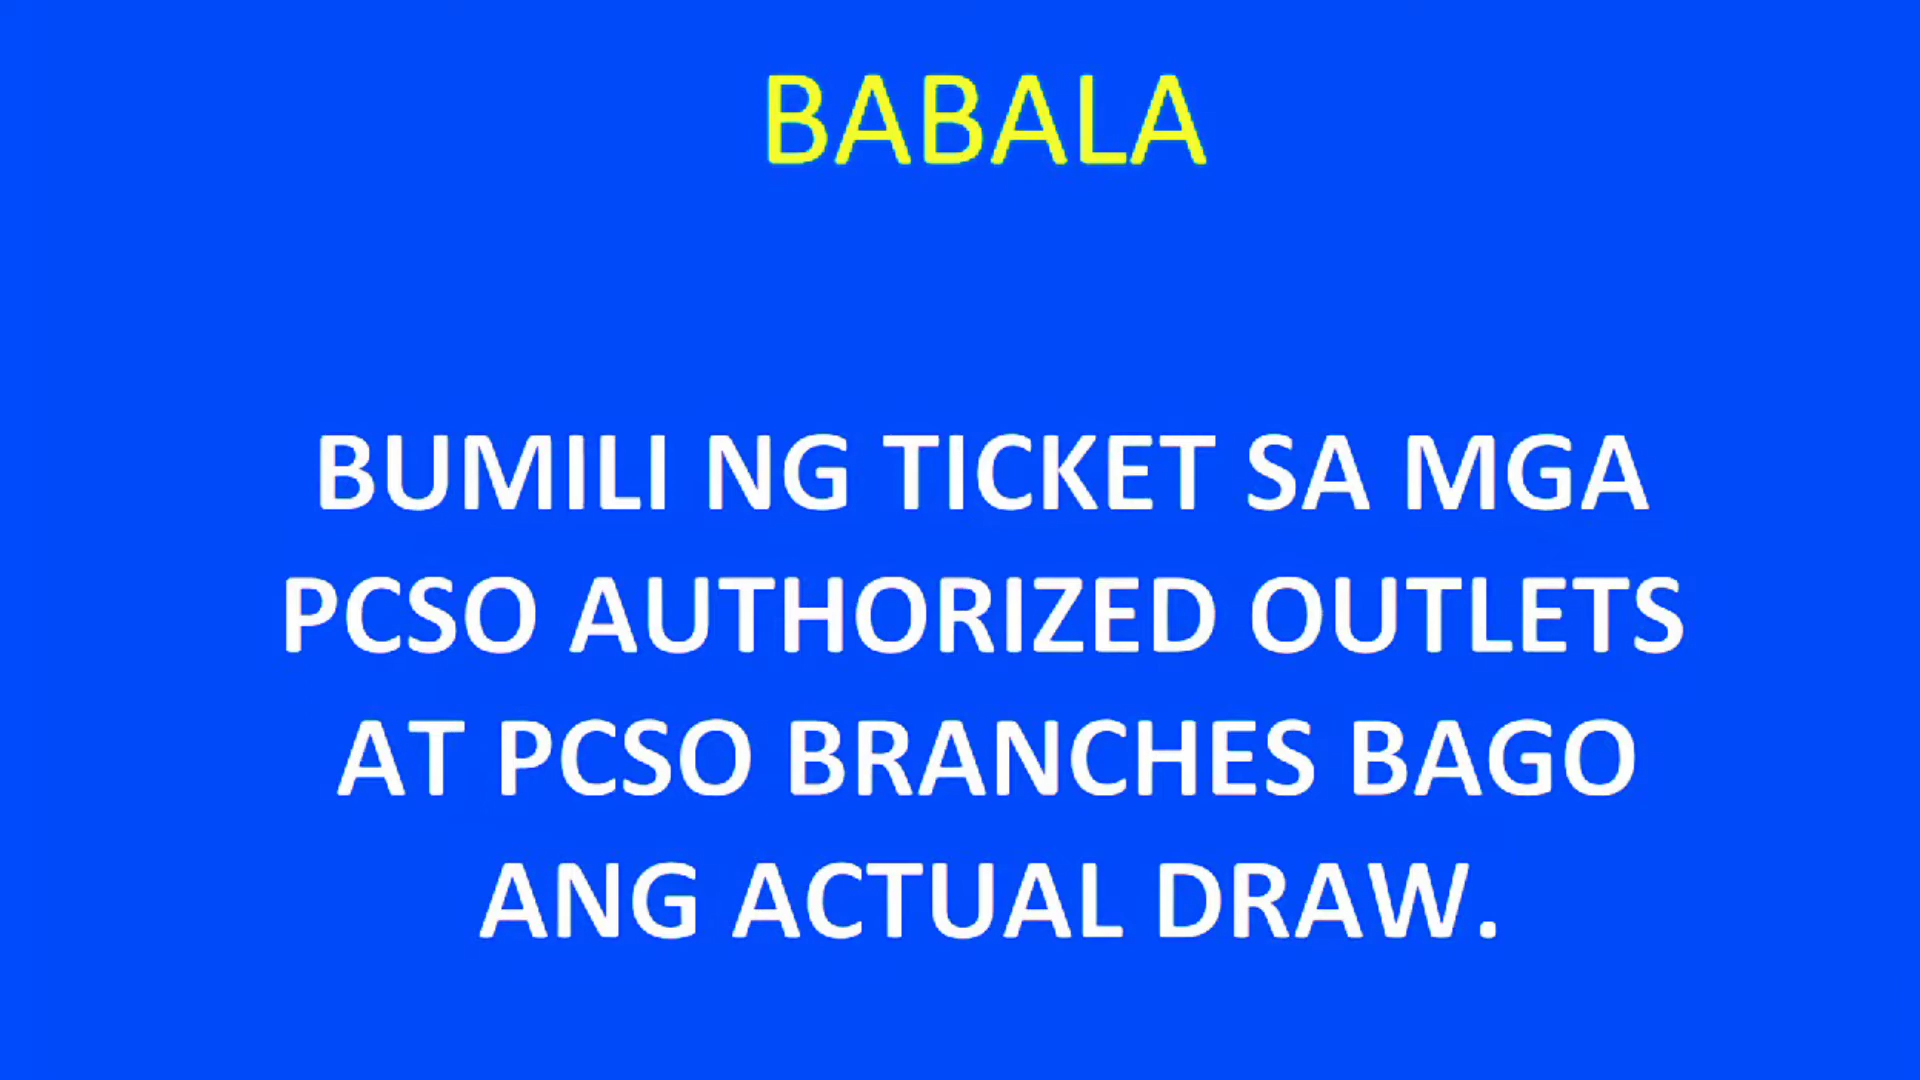 BABALA
BUMILI NG TICKET SA MGA
PCSO AUTHORIZED OUTLETS
AT PCSO BRANCHES BAGO
ANG ACTUAL DRAW.